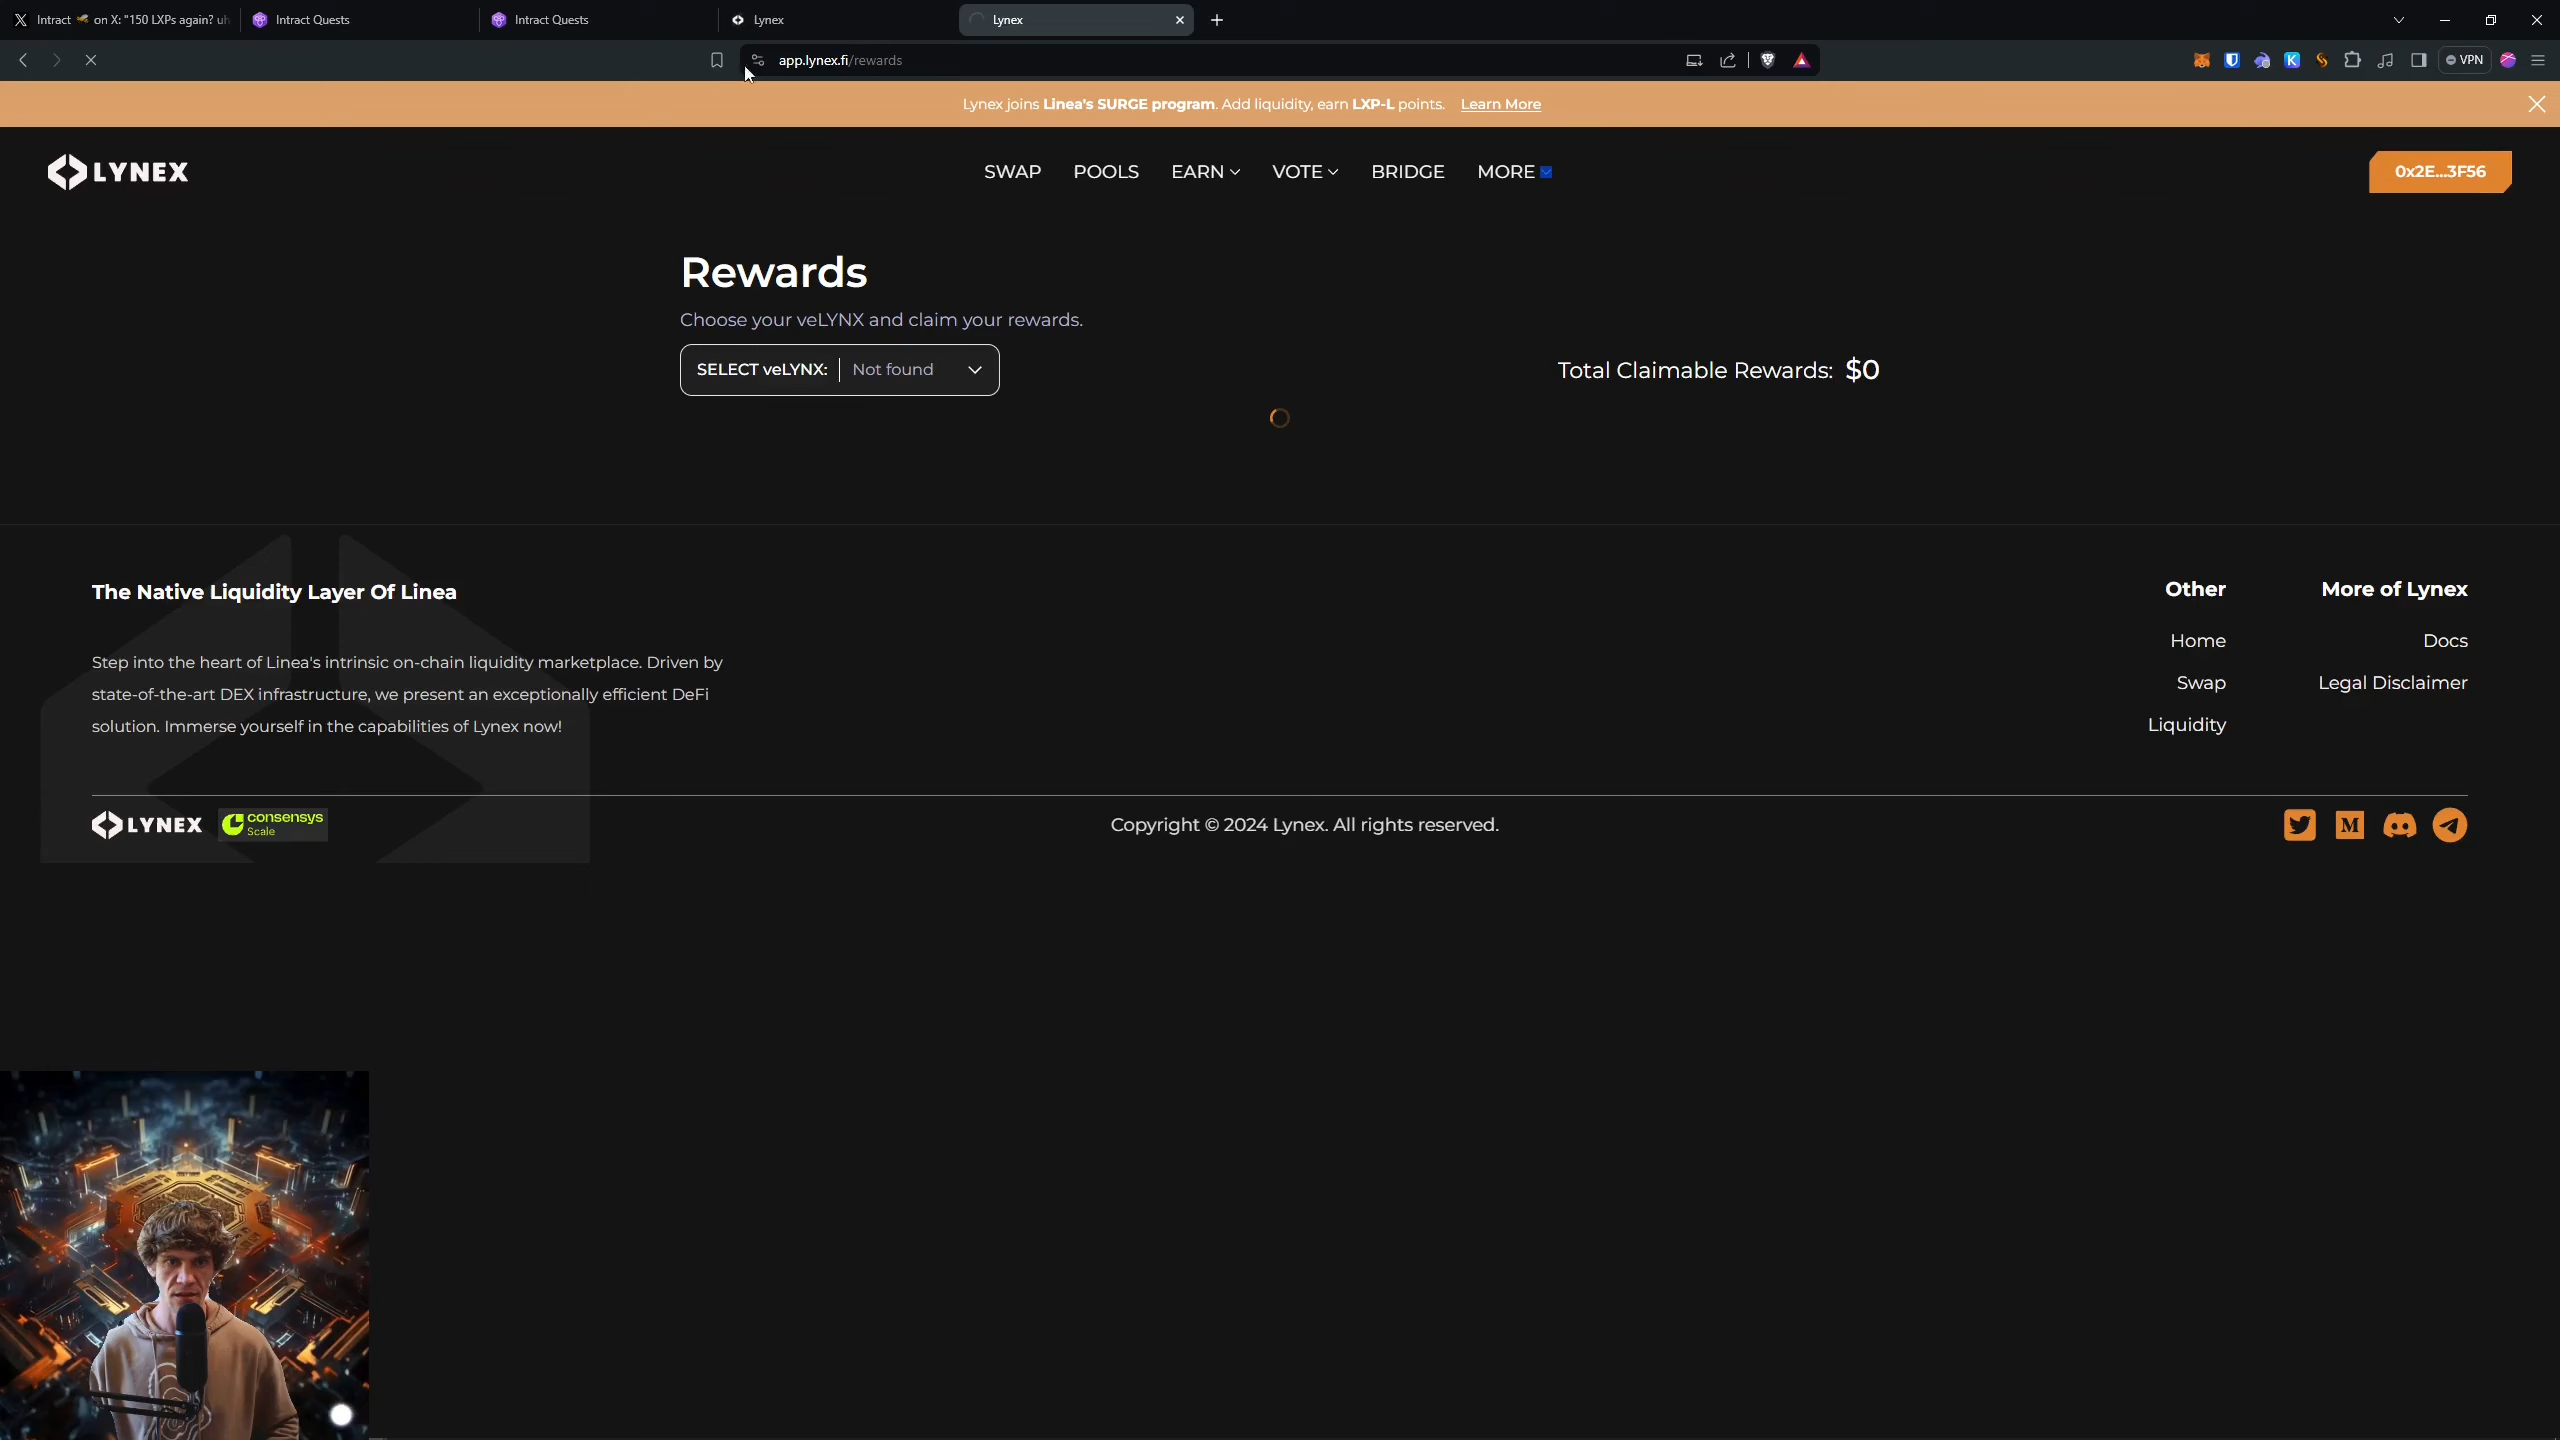 Intract on X: "150 LXPs again? uh
Intract Quests
Intract Quests
Lynex
Lynex
app.lynex.fi/rewards
VPN
Lynex joins Linea's SURGE program. Add liquidity, earn LXP-L points. Learn More
LYNEX
SWAP
POOLS
EARN
VOTE
BRIDGE
MORE
0x2E...3F56
Rewards
Choose your veLYNX and claim your rewards.
SELECT veLYNX:
Not found
Total Claimable Rewards: $0
The Native Liquidity Layer Of Linea
Step into the heart of Linea's intrinsic on-chain liquidity marketplace. Driven by
state-of-the-art DEX infrastructure, we present an exceptionally efficient DeFi
solution. Immerse yourself in the capabilities of Lynex now!
Other
Home
Swap
Liquidity
More of Lynex
Docs
Legal Disclaimer
LYNEX
consensys
Scale
Copyright © 2024 Lynex. All rights reserved.